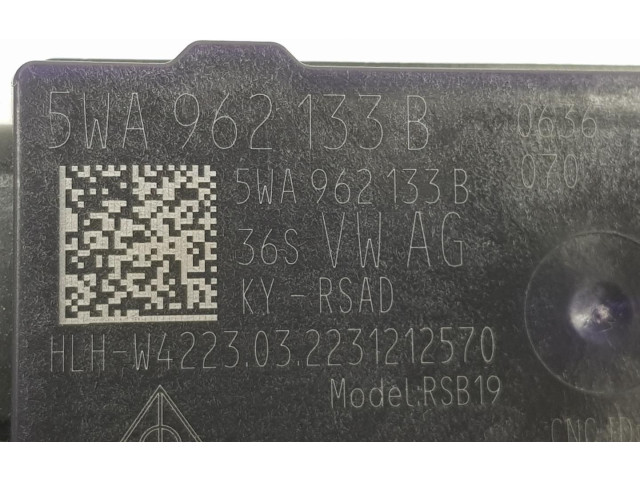 5WA 962 133 B
0636
070
5WA 962 133 B
36S VW AG
KY - RSAD
HLH-W4223.03.2231212570
Model:RSB19